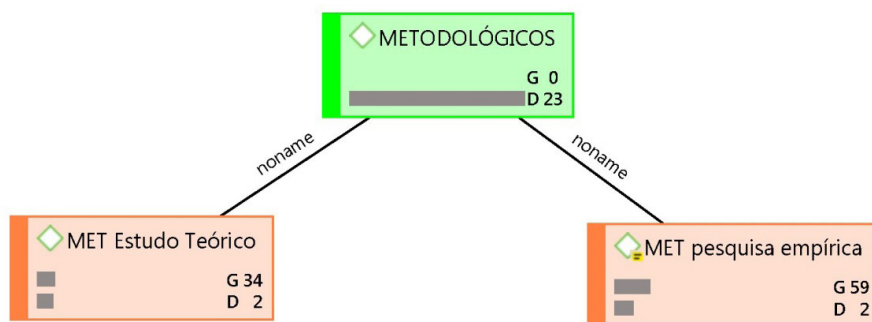 METODOLÓGICOS
G 0
D 23
noname
noname
MET Estudo Teórico
G 34
D 2
MET pesquisa empírica
G 59
D 2